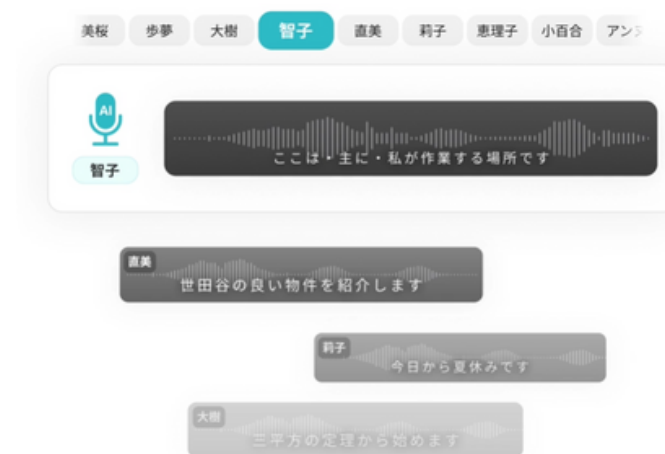 美桜 歩夢 大樹 智子 直美 莉子 恵理子 小百合 アン
AI
智子
ここは・主に・私が作業する場所です
直美
世田谷の良い物件を紹介します
莉子
今日から夏休みです
大樹
三平方の定理から始めます